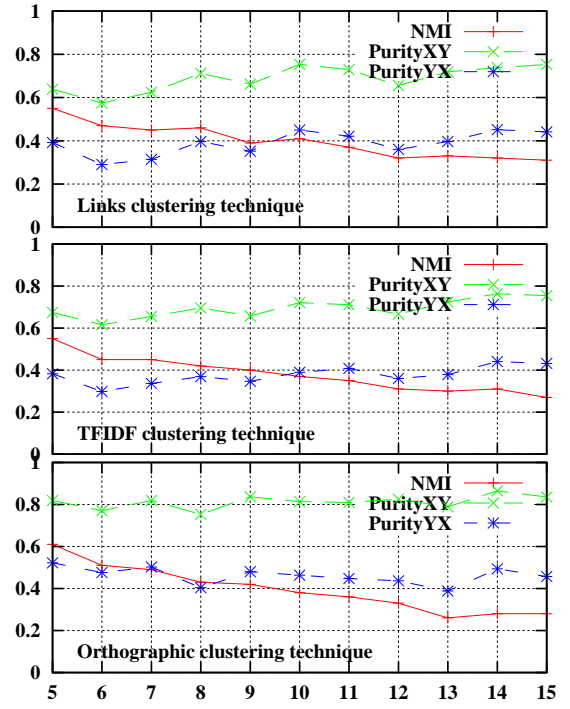 1
NMI
PurityXY
0.8
PurityYX
0.6
0.4
0.2
Links clustering technique
0
1
NMI
PurityXY
0.8
PurityYX
0.6
0.4
0.2
TFIDF clustering technique
0
1
NMI
PurityXY
0.8
PurityYX
0.6
0.4
0.2
Orthographic clustering technique
0
5 6 7 8 9 10 11 12 13 14 15